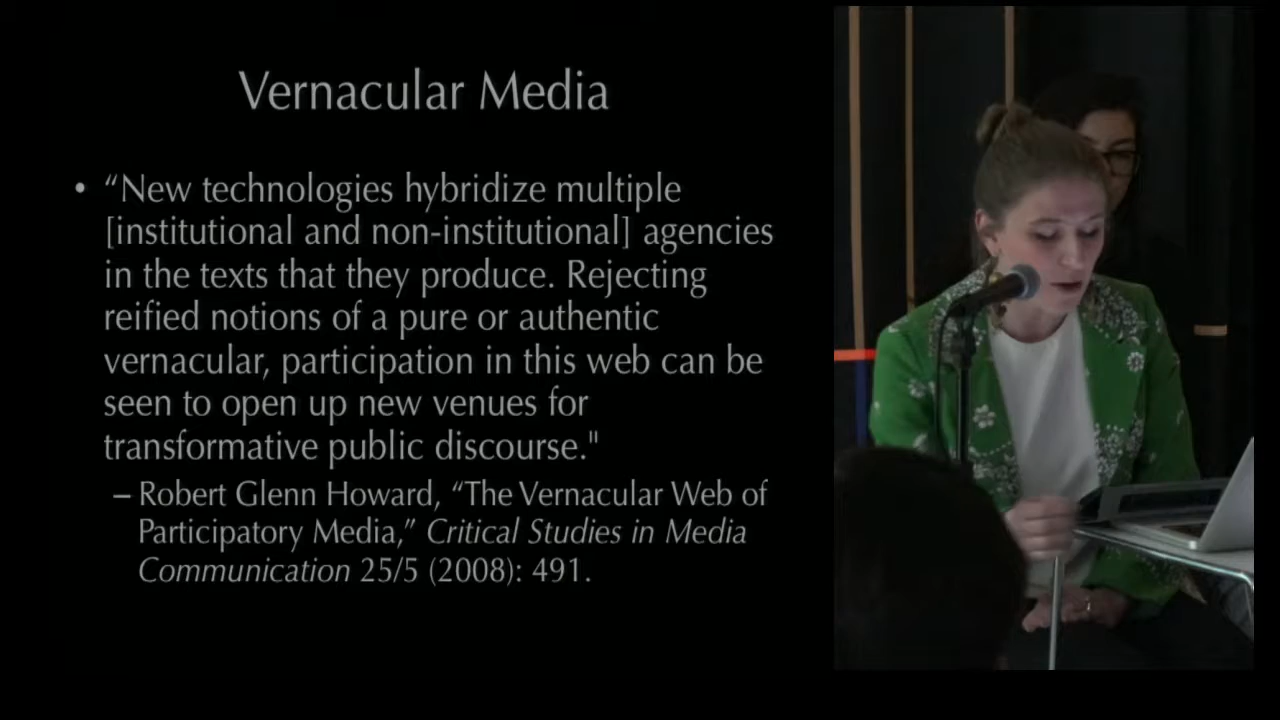 Vernacular Media
• “New technologies hybridize multiple
[institutional and non-institutional] agencies
in the texts that they produce. Rejecting
reified notions of a pure or authentic
vernacular, participation in this web can be
seen to open up new venues for
transformative public discourse."
– Robert Glenn Howard, “The Vernacular Web of
Participatory Media,” Critical Studies in Media
Communication 25/5 (2008): 491.